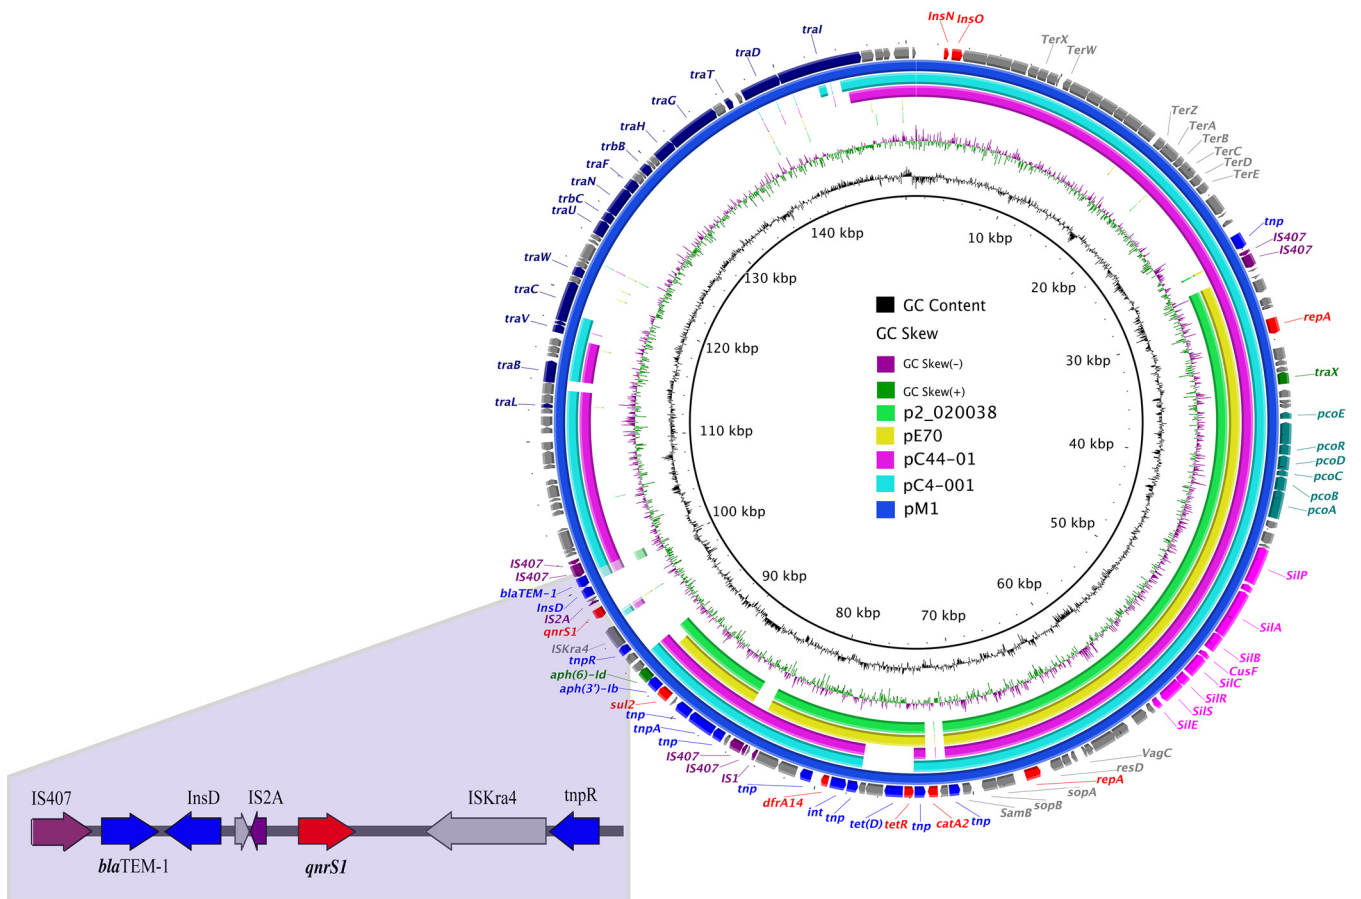 InsN
InsO
TerX
TerW
TerZ
TerA
TerB
TerC
TerD
TerE
tnp
IS407
IS407
repA
traX
pcoE
pcoR
pcoD
pcoC
pcoB
pcoA
SilP
SilA
SilB
CusF
SilC
SilR
SilS
SilE
VagC
resD
repA
sopA
sopB
SamB
tnp
catA2
tnp
tetR
tet(D)
tnp
int
dfrA14
tnp
IS1
IS407
IS407
tnp
tnpA
tnp
sul2
aph(3')-Ib
aph(6)-Id
tnpR
ISKra4
qnrS1
IS2A
InsD
blaTEM-1
IS407
IS407
traL
traB
traV
traC
traW
traU
trbC
traN
traF
trbB
traH
traG
traT
traD
traI
10 kbp
20 kbp
30 kbp
40 kbp
50 kbp
60 kbp
70 kbp
80 kbp
90 kbp
100 kbp
110 kbp
120 kbp
130 kbp
140 kbp
GC Content
GC Skew
GC Skew(-)
GC Skew(+)
p2_020038
pE70
pC44-01
pC4-001
pM1
IS407 InsD IS2A ISKra4 tnpR
blaTEM-1 qnrS1